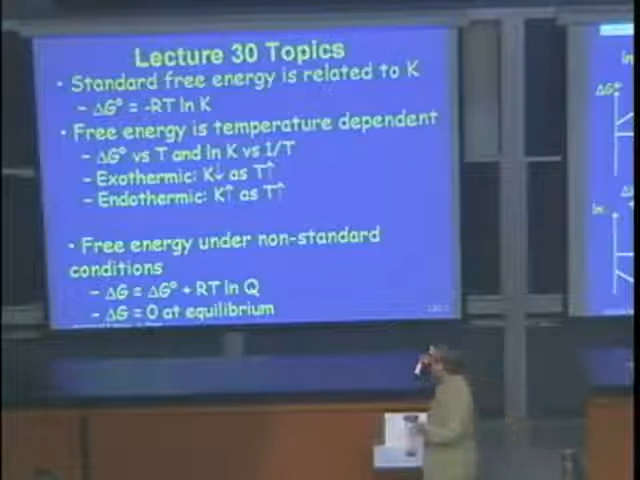 Lecture 30 Topics
• Standard free energy is related to K
– ΔG° = -RT ln K
• Free energy is temperature dependent
– ΔG° vs T and ln K vs 1/T
– Exothermic: K↓ as T↑
– Endothermic: K↑ as T↑
• Free energy under non-standard
conditions
– ΔG = ΔG° + RT ln Q
– ΔG = 0 at equilibrium
ΔG°
ln